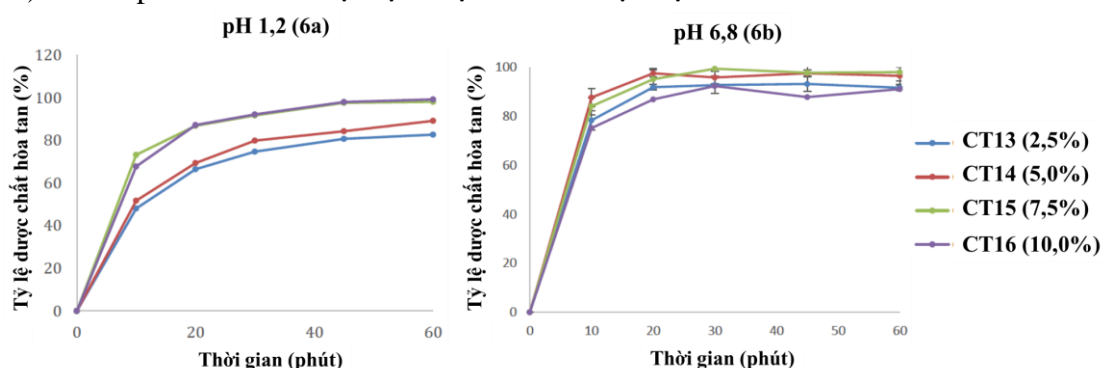 pH 1,2 (6a)
120
100
80
60
40
20
0
0
20
40
60
Tỷ lệ dược chất hòa tan (%)
Thời gian (phút)
pH 6,8 (6b)
100
80
60
40
20
0
0
10
20
30
40
50
60
Tỷ lệ dược chất hòa tan (%)
Thời gian (phút)
CT13 (2,5%)
CT14 (5,0%)
CT15 (7,5%)
CT16 (10,0%)